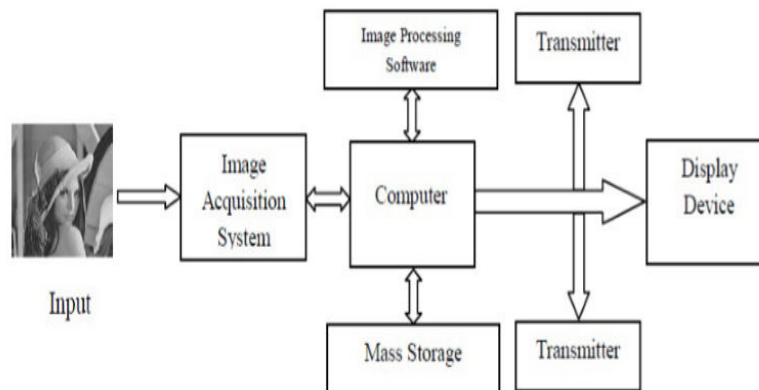 Image Processing
Software
Transmitter
Image
Acquisition
System
Computer
Display
Device
Input
Mass Storage
Transmitter